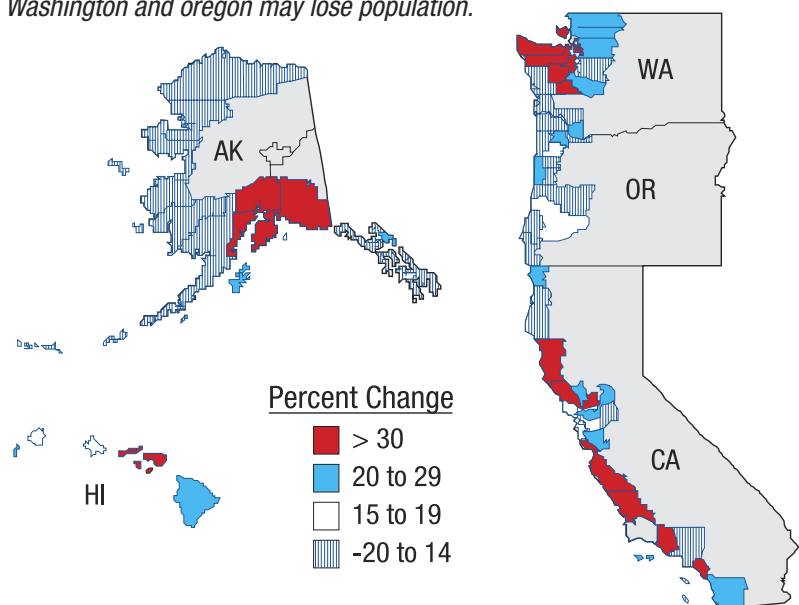 Washington and oregon may lose population.
WA
AK
OR
Percent Change
> 30
20 to 29
CA
15 to 19
HI
-20 to 14